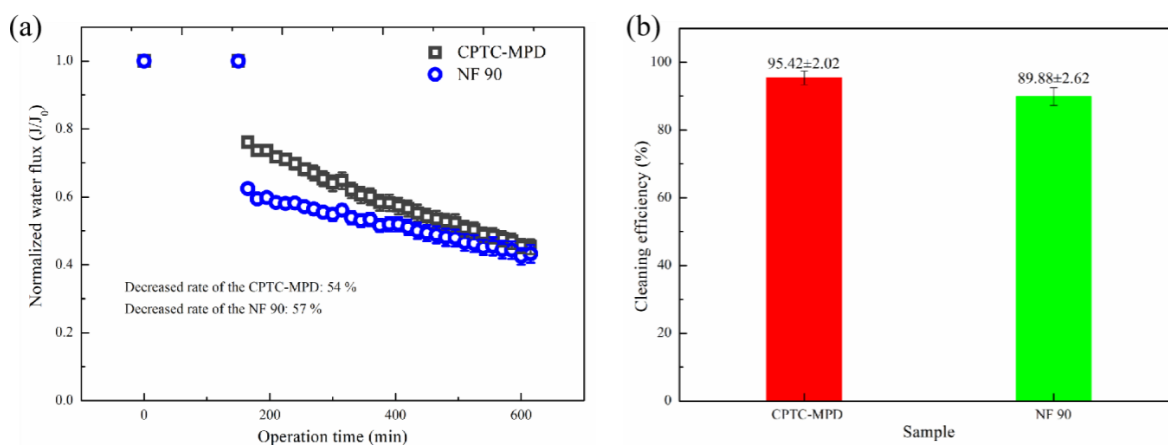 (a)
CPTC-MPD
NF 90
Normalized water flux (J/J0)
1.0
0.8
0.6
0.4
0.2
0.0
Decreased rate of the CPTC-MPD: 54 %
Decreased rate of the NF 90: 57 %
0 200 400 600
Operation time (min)
(b)
Cleaning efficiency (%)
100
80
60
40
20
0
95.42±2.02
89.88±2.62
CPTC-MPD NF 90
Sample